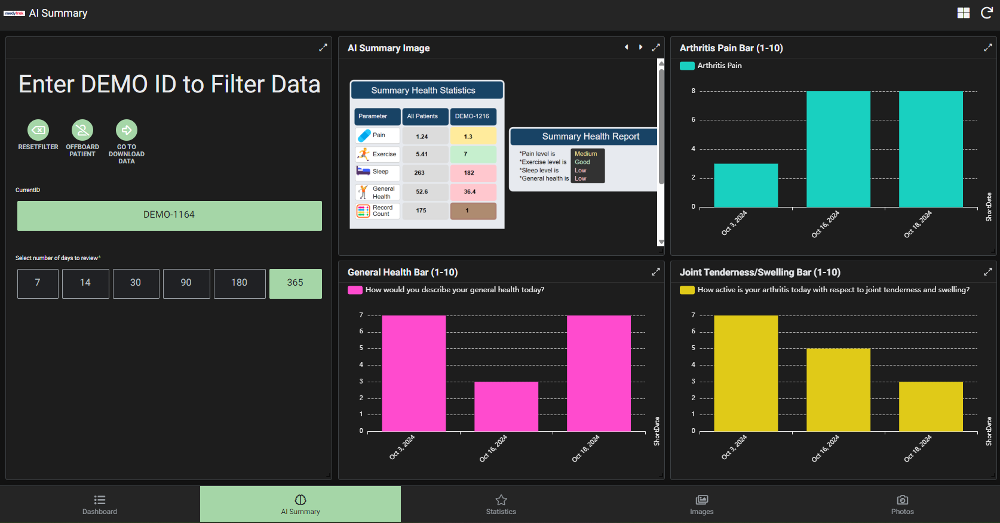 medytrak AI Summary
Enter DEMO ID to Filter Data
RESETFILTER
OFFBOARD
PATIENT
GO TO
DOWNLOAD
DATA
CurrentID
DEMO-1164
Select number of days to review*
7 14 30 90 180 365
AI Summary Image
Summary Health Statistics
Parameter All Patients DEMO-1216
Pain 1.24 1.3
Exercise 5.41 7
Sleep 263 182
General
Health 52.6 36.4
Record
Count 175 1
Summary Health Report
*Pain level is Medium
*Exercise level is Good
*Sleep level is Low
*General health is Low
Arthritis Pain Bar (1-10)
Arthritis Pain
8
6
4
2
0
Oct 3, 2024 Oct 16, 2024 Oct 18, 2024
ShortDate
General Health Bar (1-10)
How would you describe your general health today?
7
6
5
4
3
2
1
0
Oct 3, 2024 Oct 16, 2024 Oct 18, 2024
ShortDate
Joint Tenderness/Swelling Bar (1-10)
How active is your arthritis today with respect to joint tenderness and swelling?
7
6
5
4
3
2
1
0
Oct 3, 2024 Oct 16, 2024 Oct 18, 2024
ShortDate
Dashboard AI Summary Statistics Images Photos